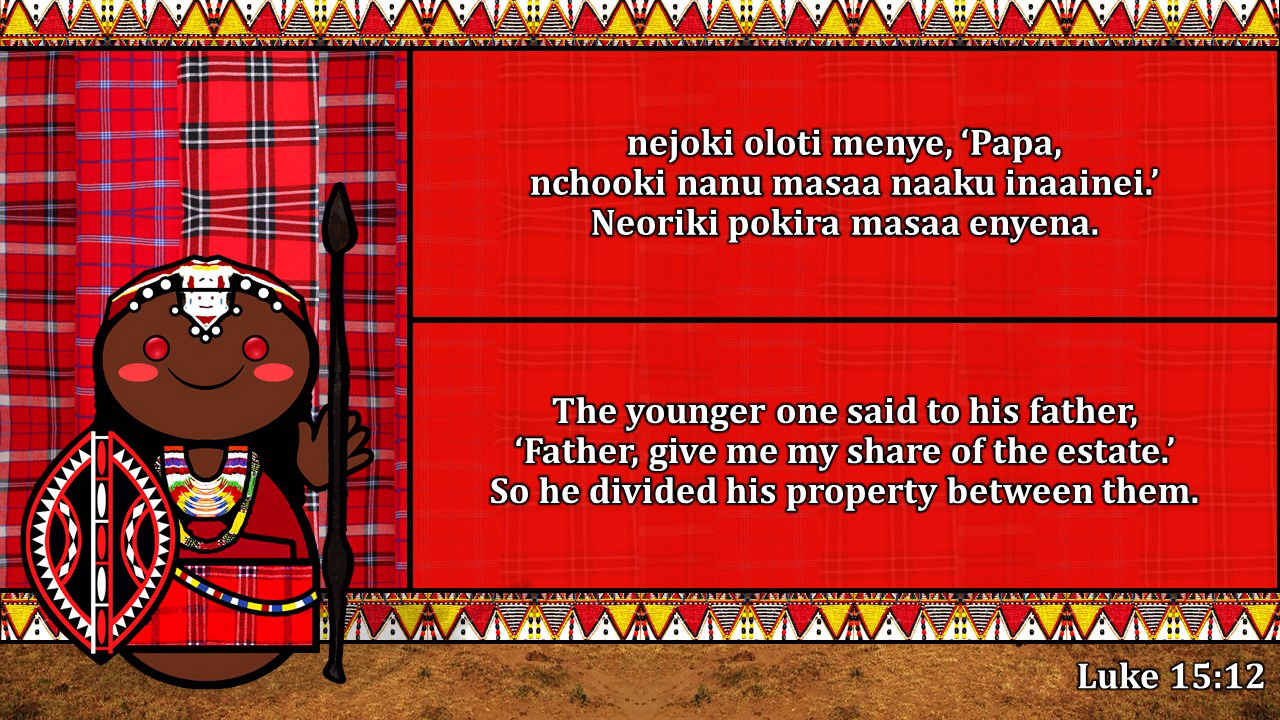 nejoki oloti menye, ‘Papa,
nchooki nanu masaa naaku inaainei.’
Neoriki pokira masaa enyena.
The younger one said to his father,
‘Father, give me my share of the estate.’
So he divided his property between them.
Luke 15:12